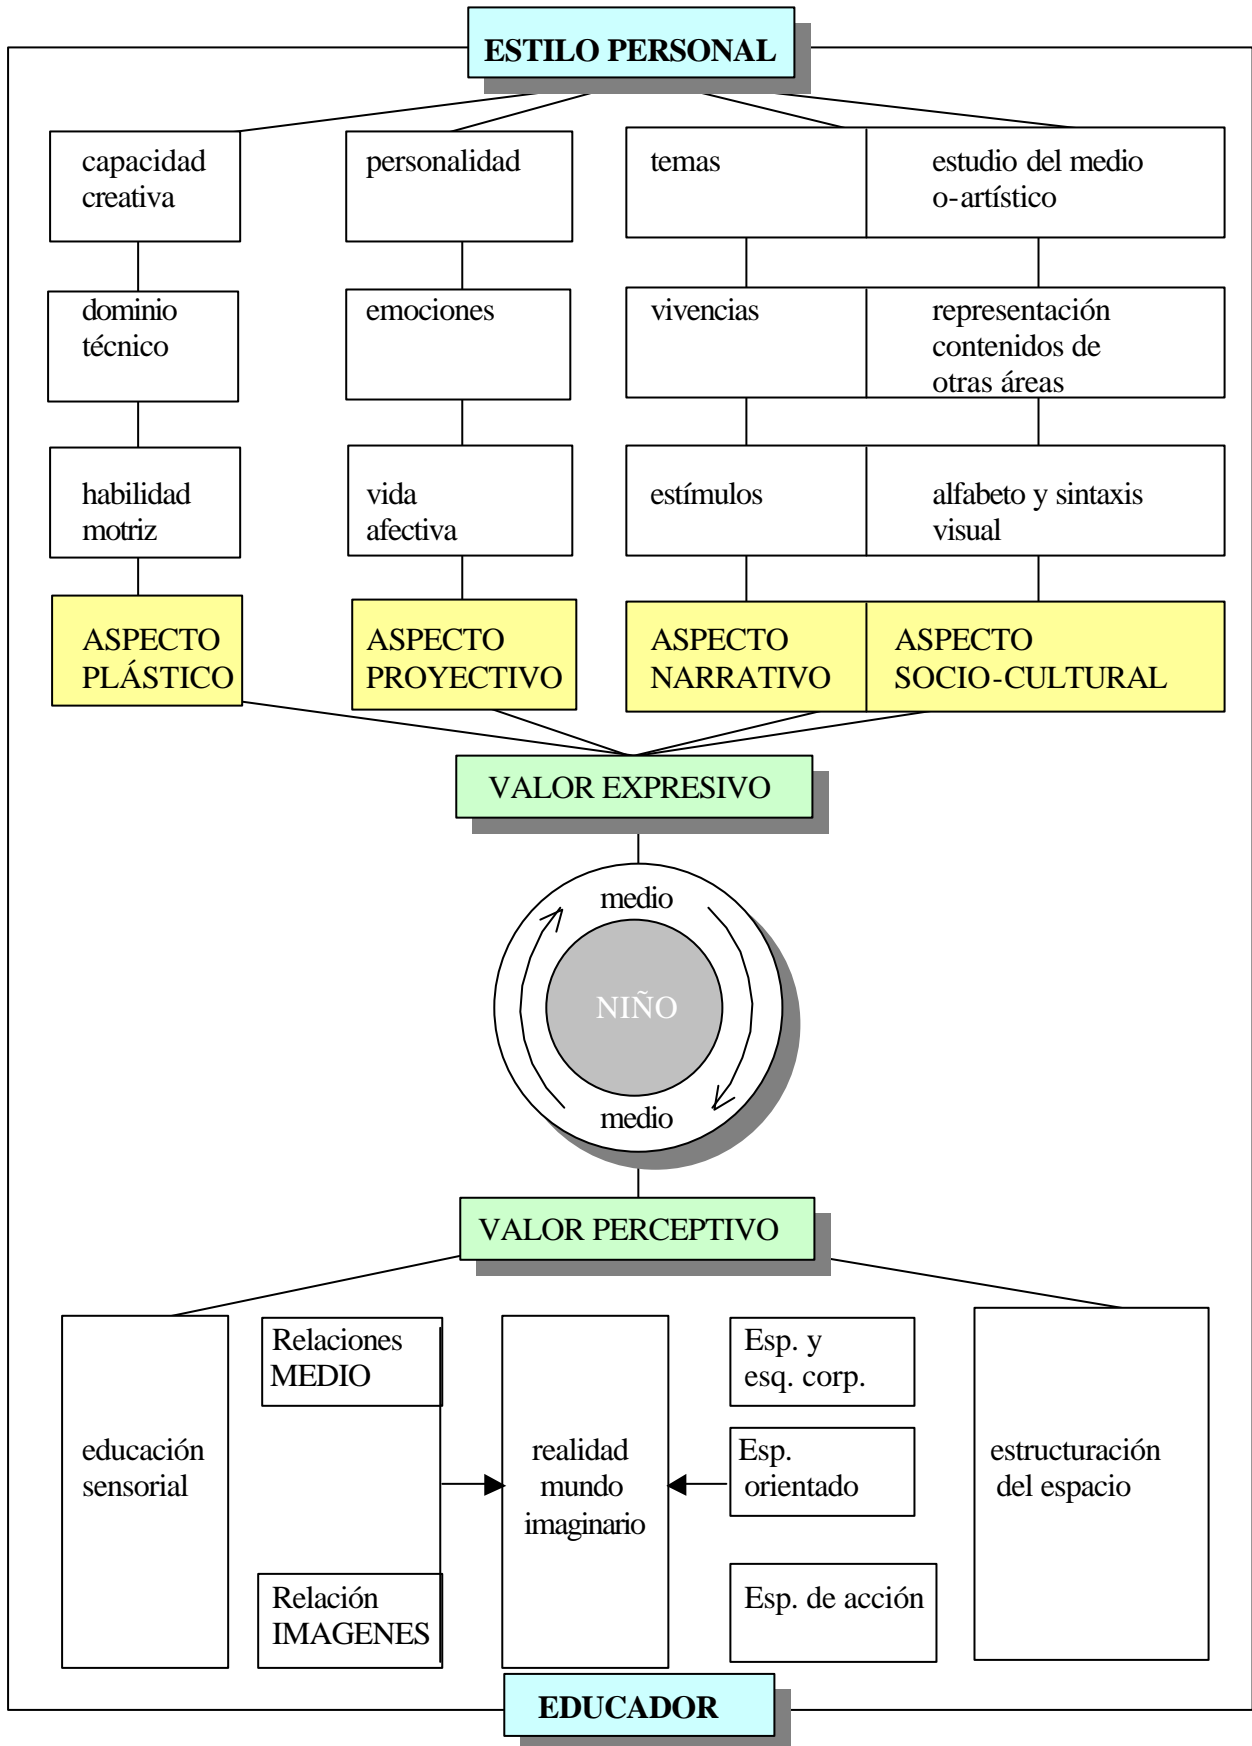 ESTILO PERSONAL
capacidad
creativa
personalidad
temas
estudio del medio
o-artístico
dominio
técnico
emociones
vivencias
representación
contenidos de
otras áreas
habilidad
motriz
vida
afectiva
estímulos
alfabeto y sintaxis
visual
ASPECTO
PLÁSTICO
ASPECTO
PROYECTIVO
ASPECTO
NARRATIVO
ASPECTO
SOCIO-CULTURAL
VALOR EXPRESIVO
medio
NIÑO
medio
VALOR PERCEPTIVO
educación
sensorial
Relaciones
MEDIO
Relación
IMAGENES
realidad
mundo
imaginario
Esp. y
esq. corp.
Esp.
orientado
Esp. de acción
estructuración
del espacio
EDUCADOR